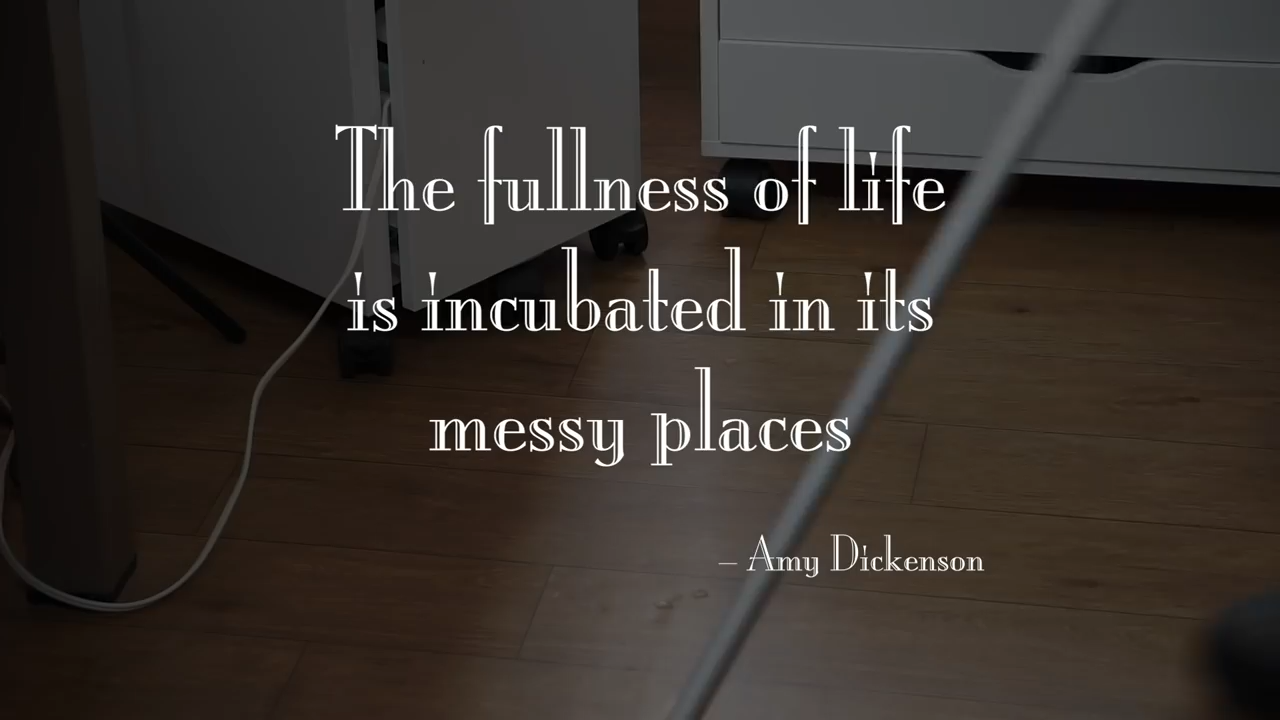 The fullness of life
is incubated in its
messy places
– Amy Dickenson